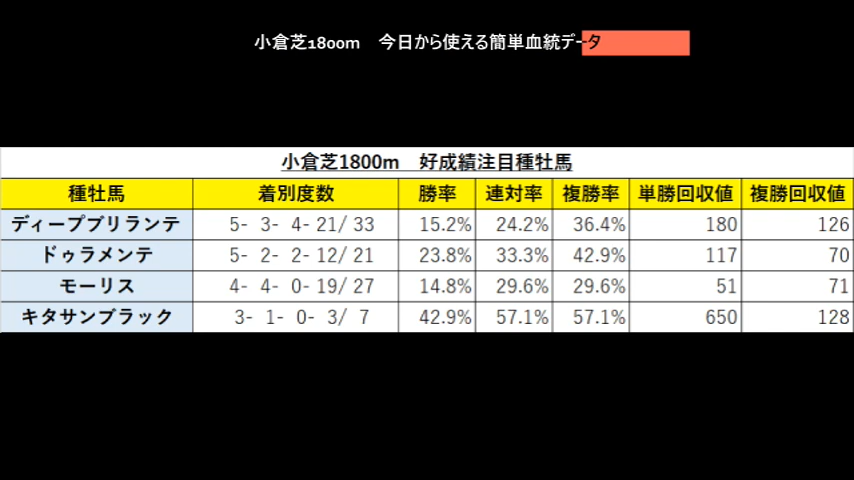 小倉芝1800m　今日から使える簡単血統データ
小倉芝1800m　好成績注目種牡馬
種牡馬 着別度数 勝率 連対率 複勝率 単勝回収値 複勝回収値
ディープブリランテ 5- 3- 4- 21/ 33 15.2% 24.2% 36.4% 180 126
ドゥラメンテ 5- 2- 2- 12/ 21 23.8% 33.3% 42.9% 117 70
モーリス 4- 4- 0- 19/ 27 14.8% 29.6% 29.6% 51 71
キタサンブラック 3- 1- 0- 3/ 7 42.9% 57.1% 57.1% 650 128